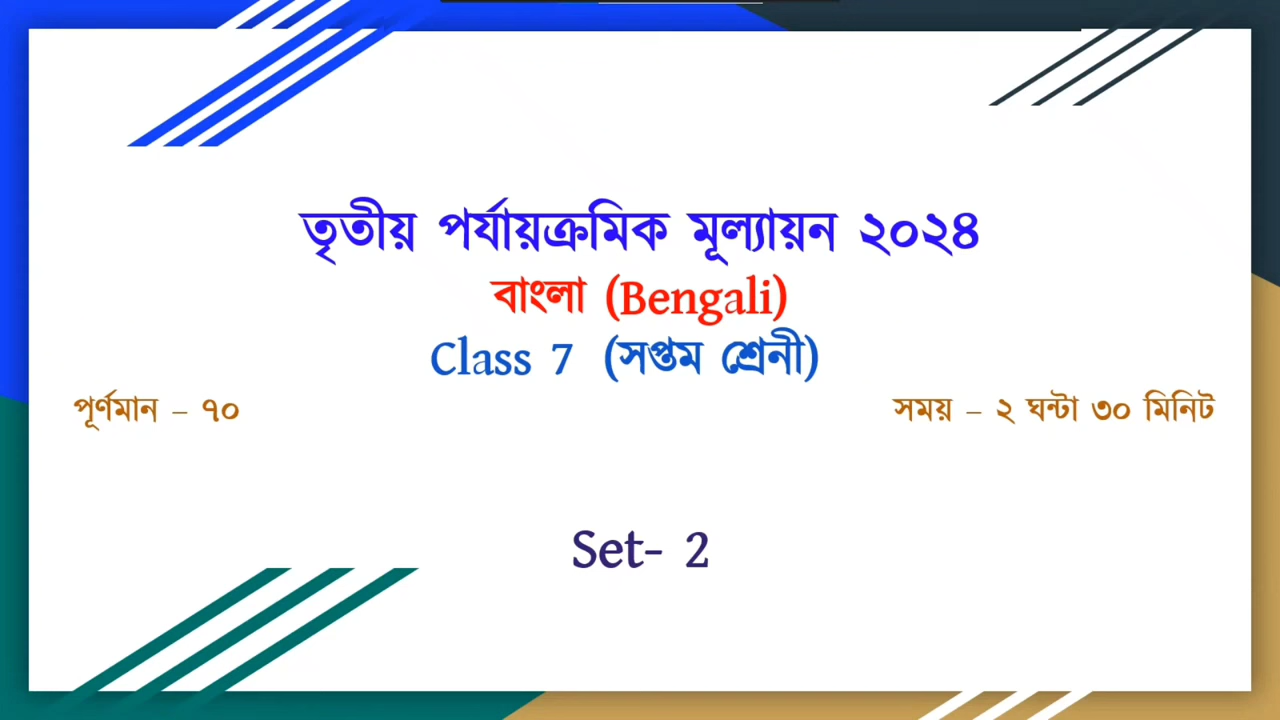 তৃতীয় পর্যায়ক্রমিক মূল্যায়ন ২০২৪
বাংলা (Bengali)
Class 7 (সপ্তম শ্রেনী)
পূর্ণমান – ৭০
সময় – ২ ঘন্টা ৩০ মিনিট
Set- 2